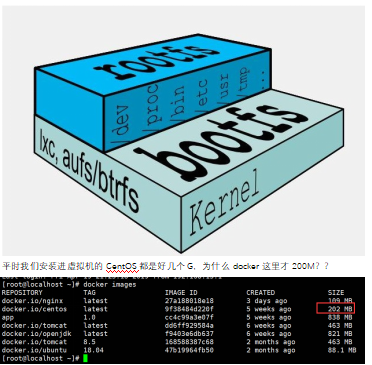 rootfs
/dev
/proc
/bin
/etc
/usr
/tmp
...
bootfs
lxc, aufs/btrfs
Kernel
平时我们安装进虚拟机的 CentOS 都是好几个G，为什么 docker 这里才 200M？？
[root@localhost ~]# docker images
REPOSITORY TAG IMAGE ID CREATED SIZE
docker.io/nginx latest 27a188018e18 3 days ago 109 MB
docker.io/centos latest 9f38484d220f 5 weeks ago 202 MB
app 1.0 cc4c99a3e07f 5 weeks ago 838 MB
docker.io/tomcat latest dd6ff929584a 6 weeks ago 463 MB
docker.io/openjdk latest f9403e6db637 6 weeks ago 821 MB
docker.io/tomcat 8.5 168588387c68 2 months ago 463 MB
docker.io/ubuntu 18.04 47b19964fb50 2 months ago 88.1 MB
[root@localhost ~]#